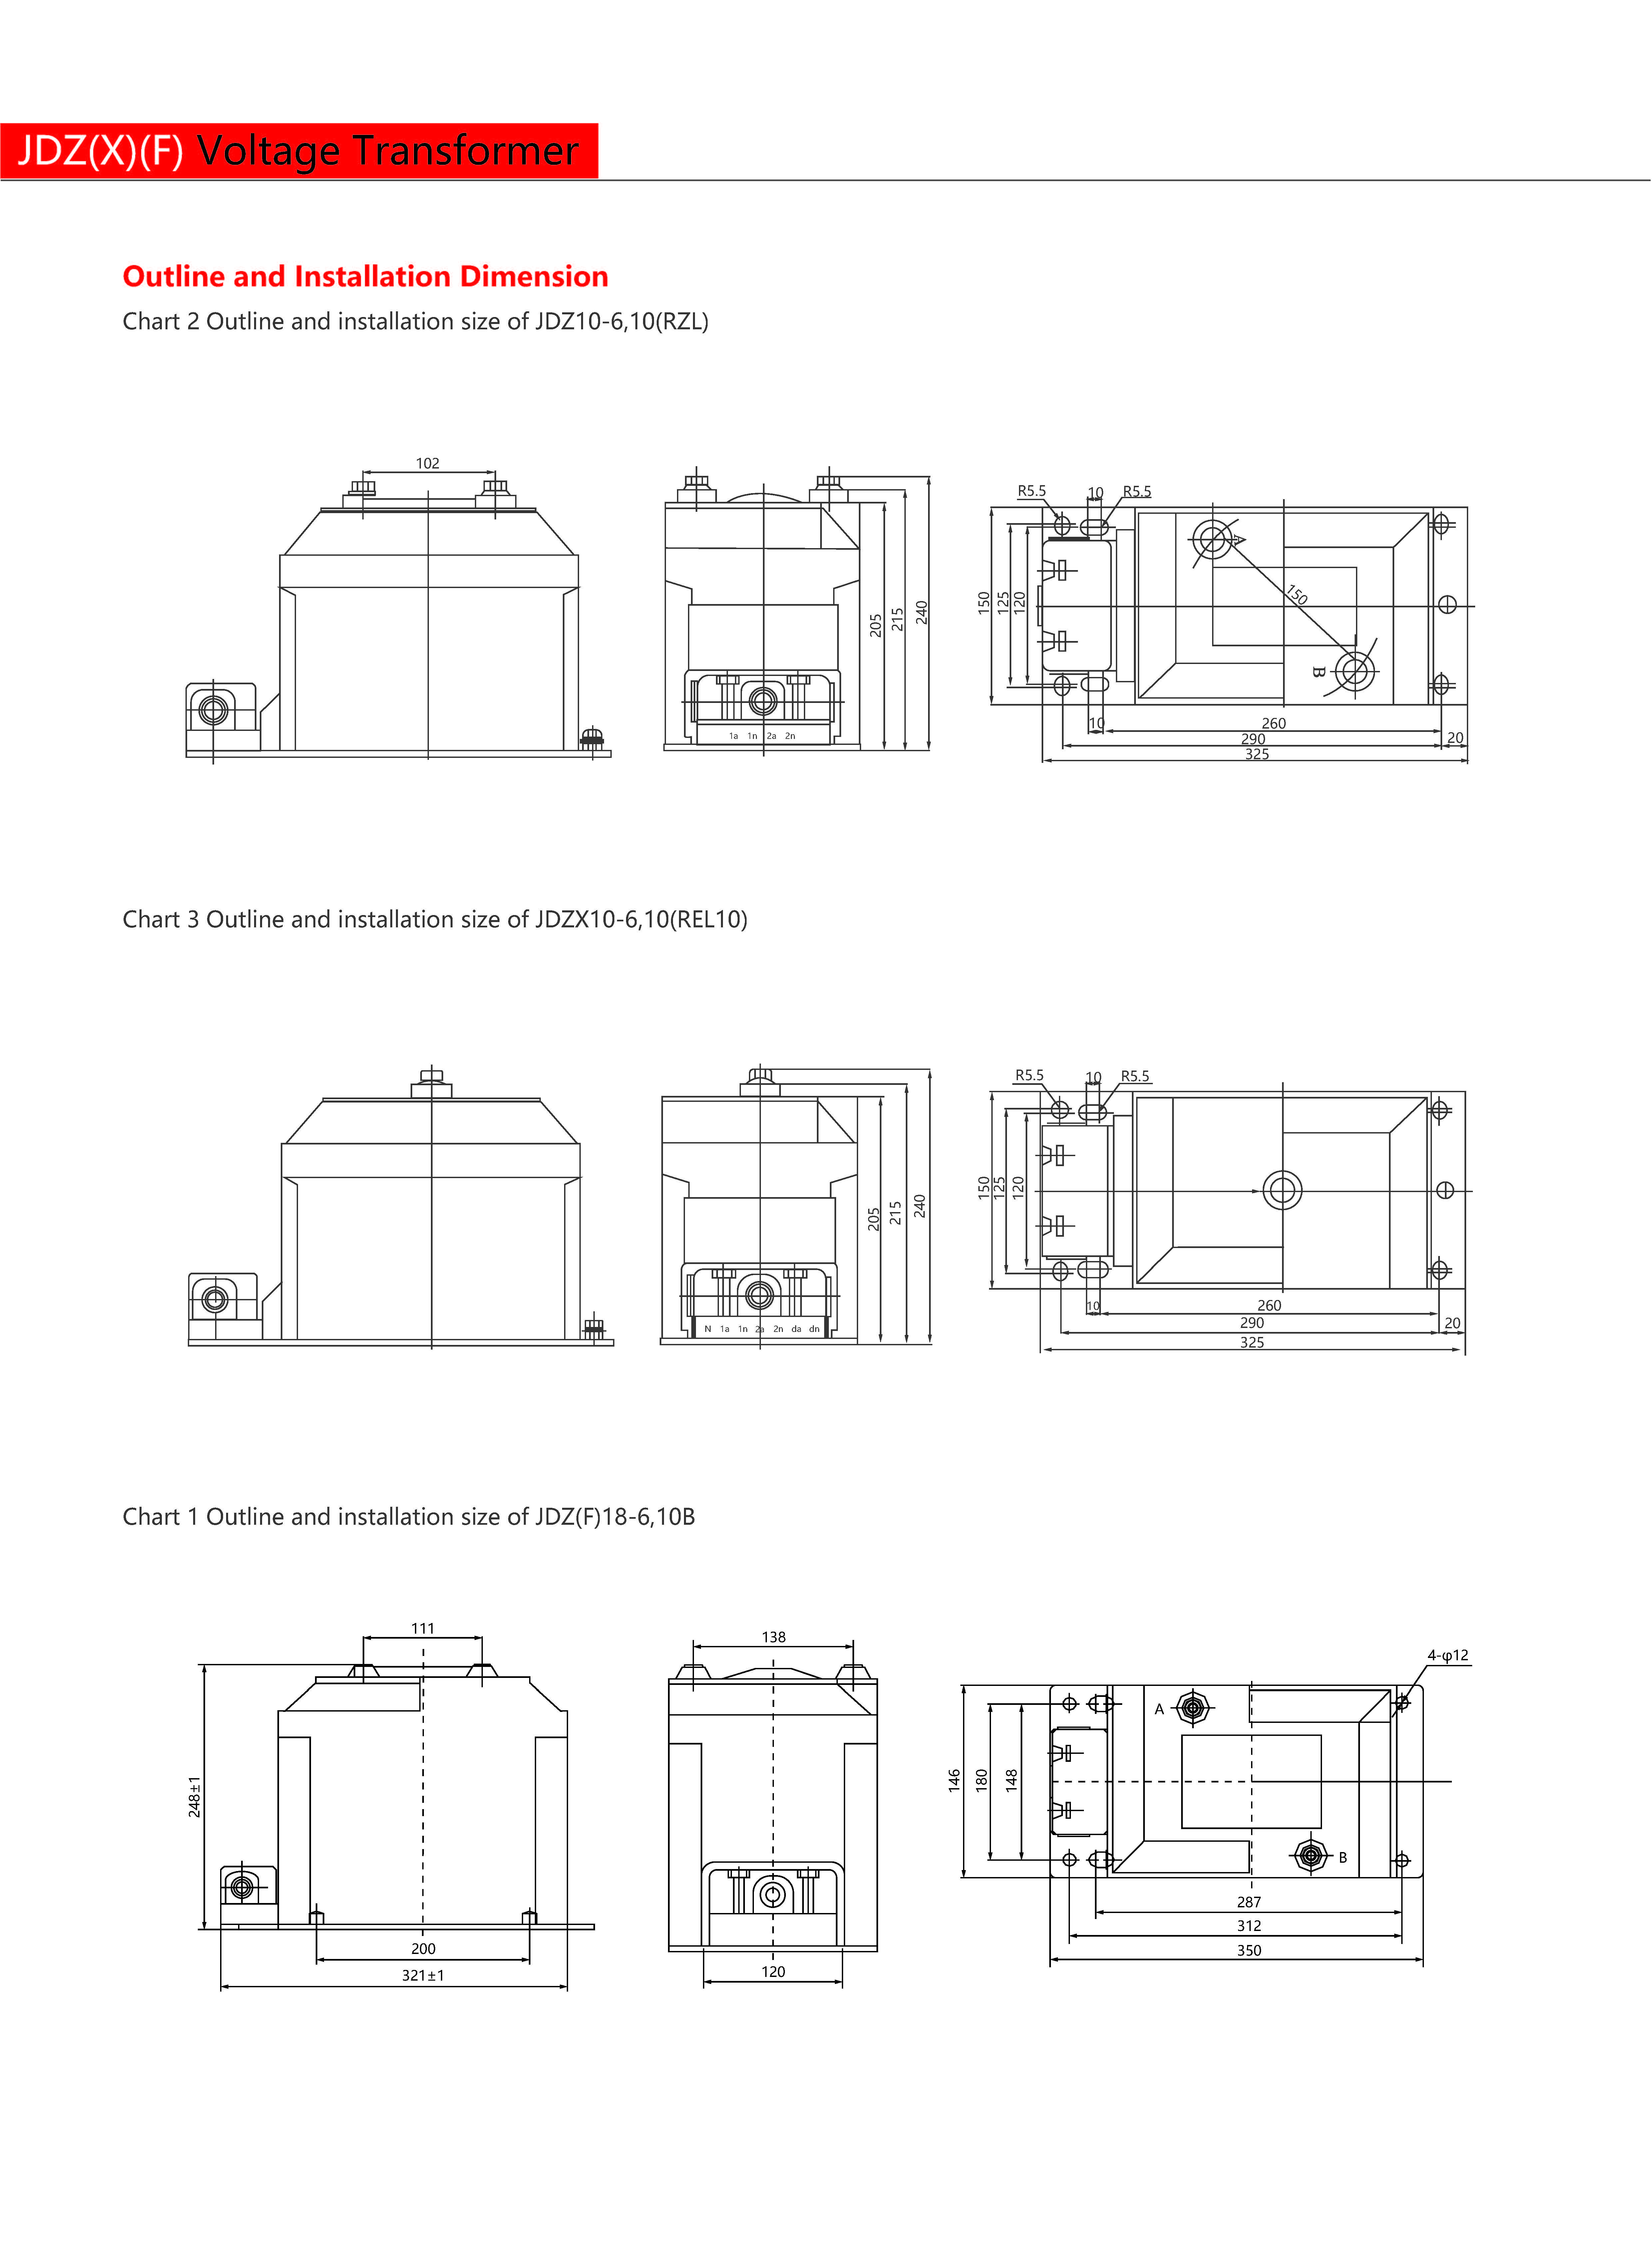 JDZ(X)(F) Voltage Transformer
Outline and Installation Dimension
Chart 2 Outline and installation size of JDZ10-6,10(RZL)
102
205
215
240
1a 1n 2a 2n
R5.5
10
R5.5
150
125
120
A
150
B
10
260
290
20
325
Chart 3 Outline and installation size of JDZX10-6,10(REL10)
205
215
240
N 1a 1n 2a 2n da dn
R5.5
10
R5.5
150
125
120
10
260
290
20
325
Chart 1 Outline and installation size of JDZ(F)18-6,10B
111
248±1
200
321±1
138
120
4-φ12
146
180
148
A
B
287
312
350